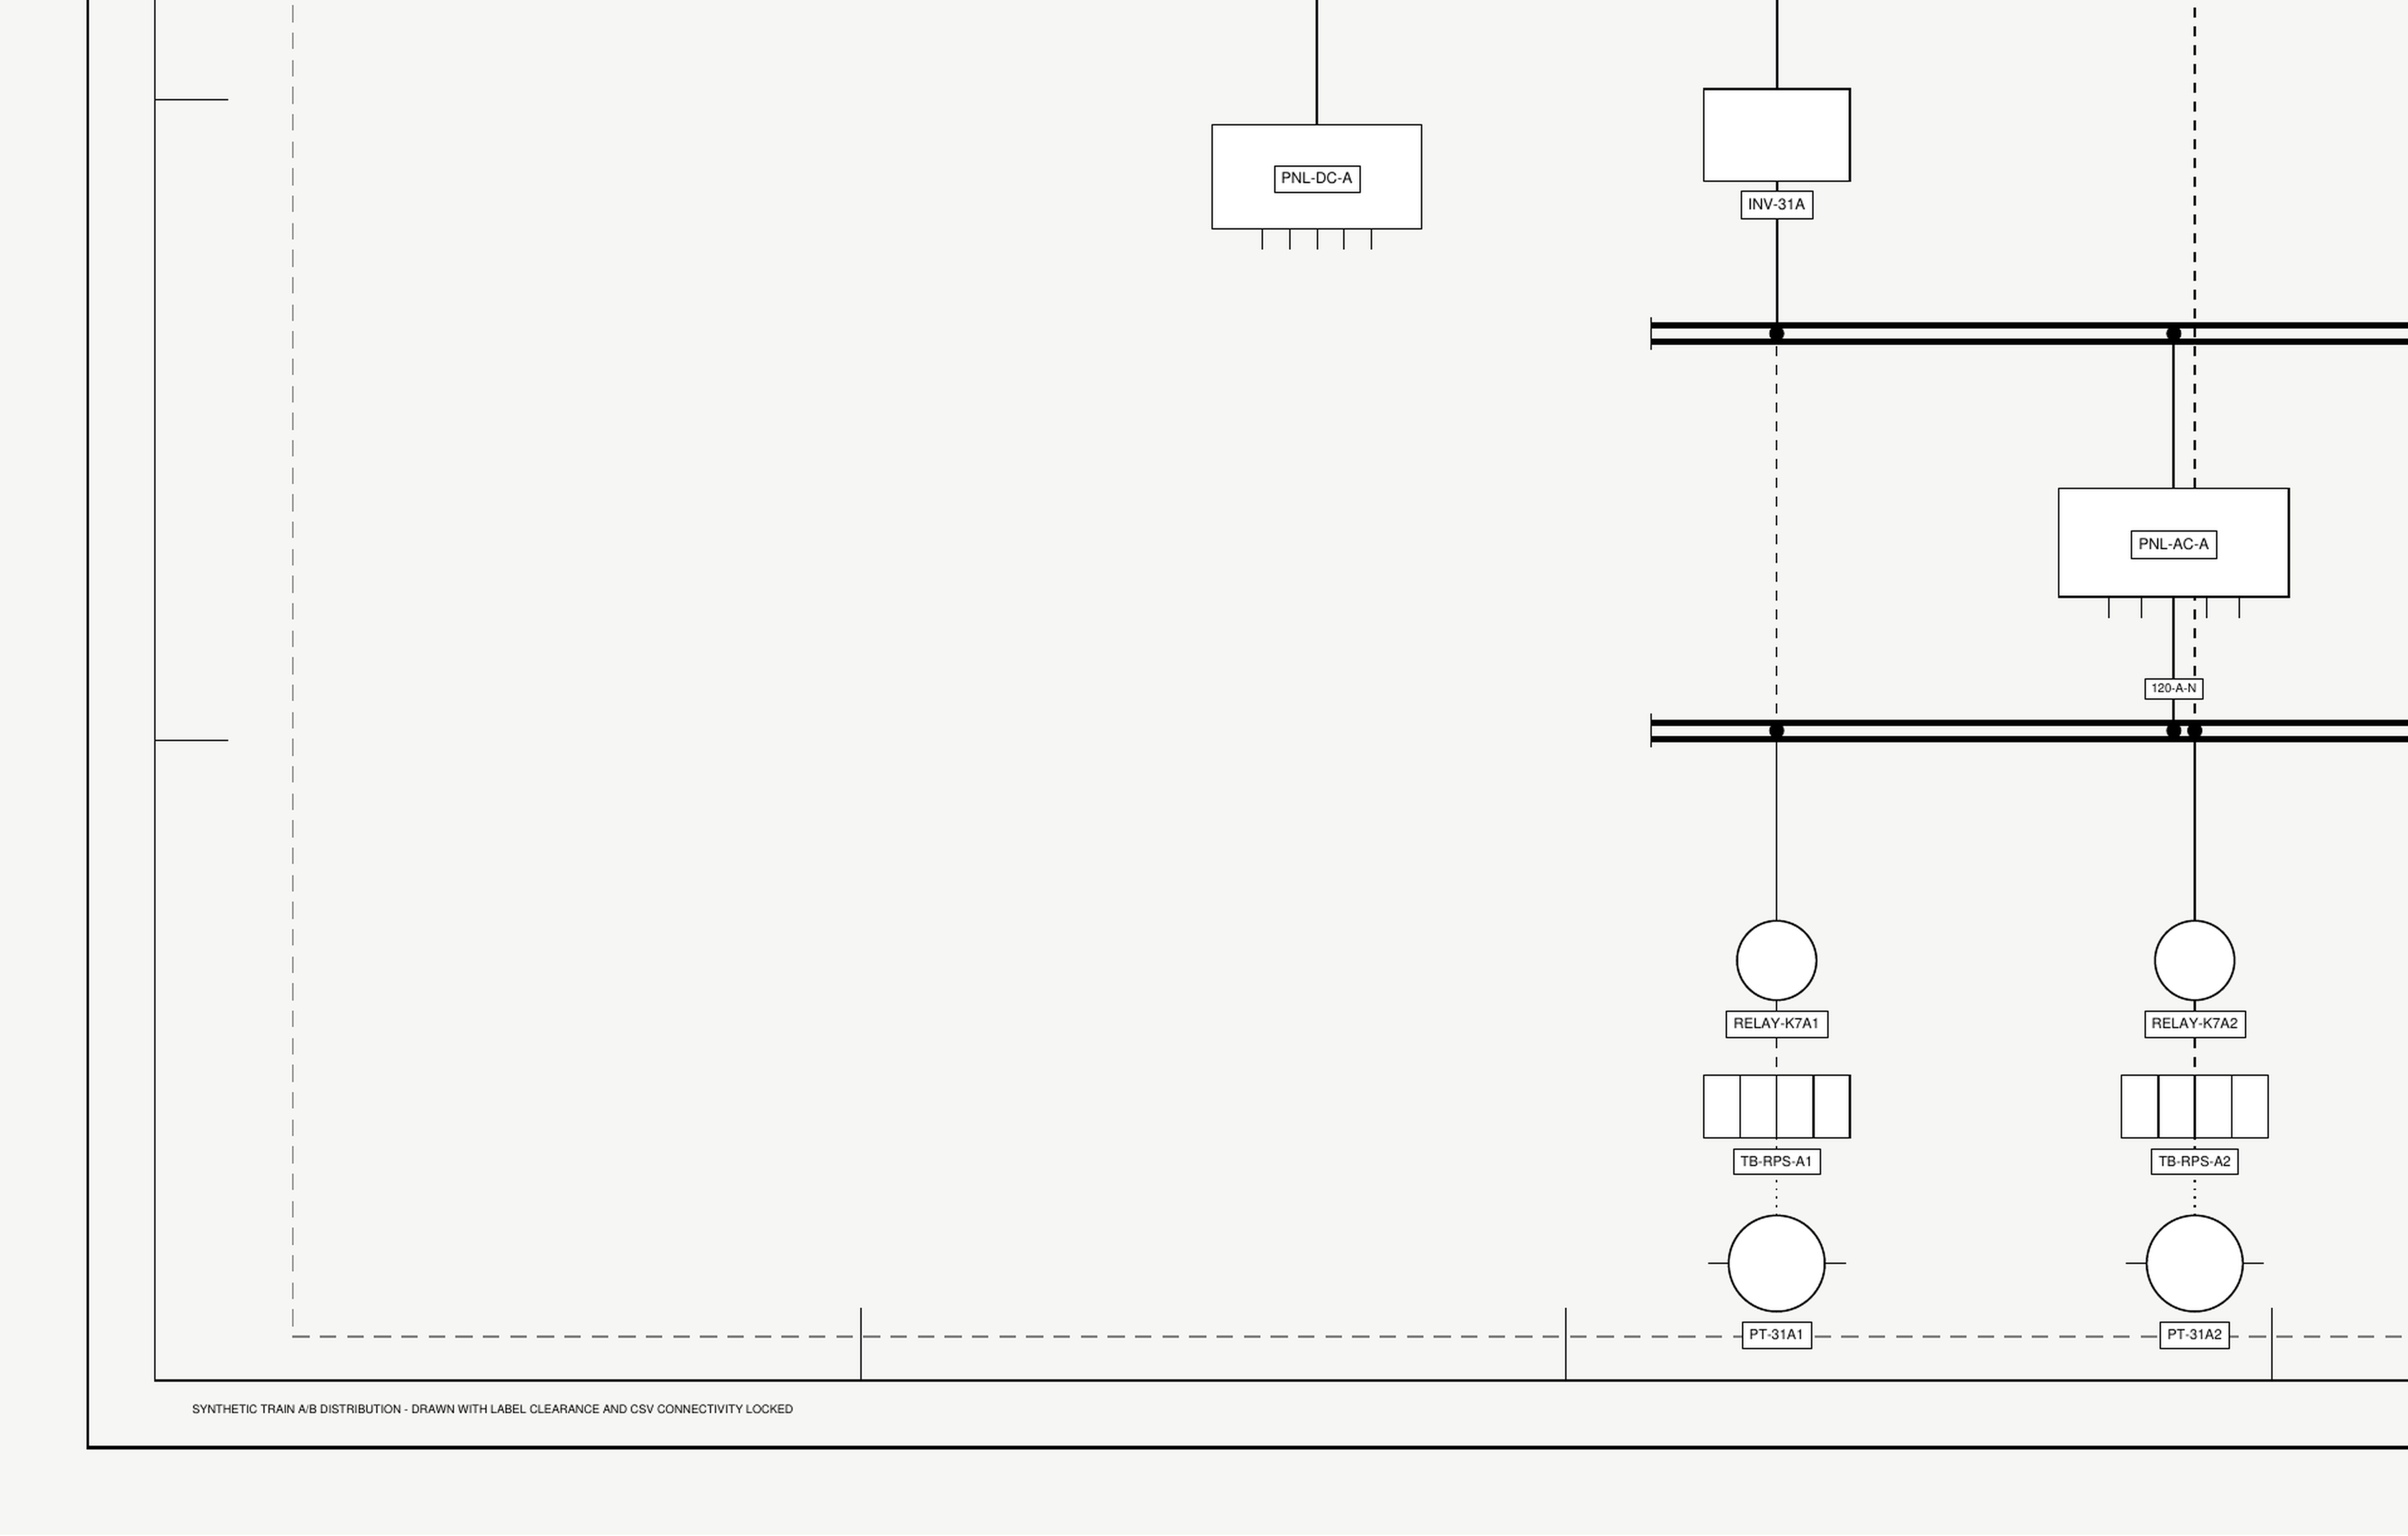 PNL-DC-A
INV-31A
PNL-AC-A
120-A-N
RELAY-K7A1
RELAY-K7A2
TB-RPS-A1
TB-RPS-A2
PT-31A1
PT-31A2
SYNTHETIC TRAIN A/B DISTRIBUTION - DRAWN WITH LABEL CLEARANCE AND CSV CONNECTIVITY LOCKED